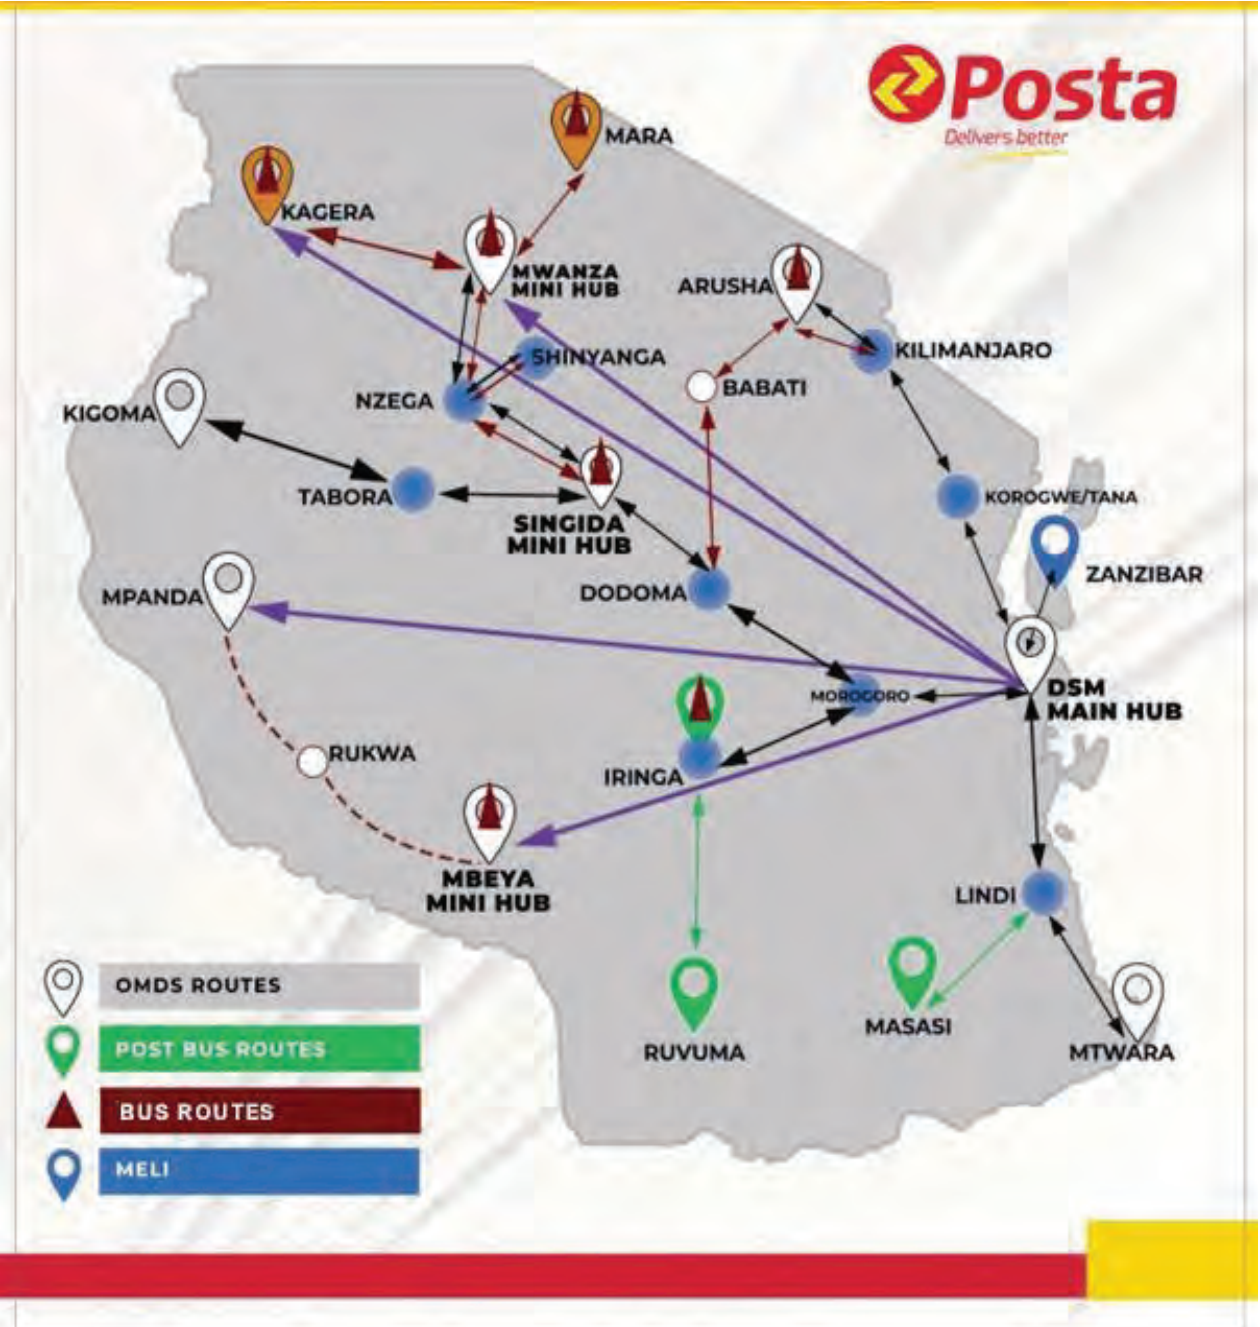 Posta
Delivers better
MARA
KAGERA
MWANZA
MINI HUB
ARUSHA
SHINYANGA
KILIMANJARO
NZEGA
BABATI
KIGOMA
TABORA
KOROGWE/TANA
SINGIDA
MINI HUB
ZANZIBAR
MPANDA
DODOMA
MOROGORO
DSM
MAIN HUB
RUKWA
IRINGA
MBEYA
MINI HUB
LINDI
MASASI
RUVUMA
MTWARA
OMDS ROUTES
POST BUS ROUTES
BUS ROUTES
MELI